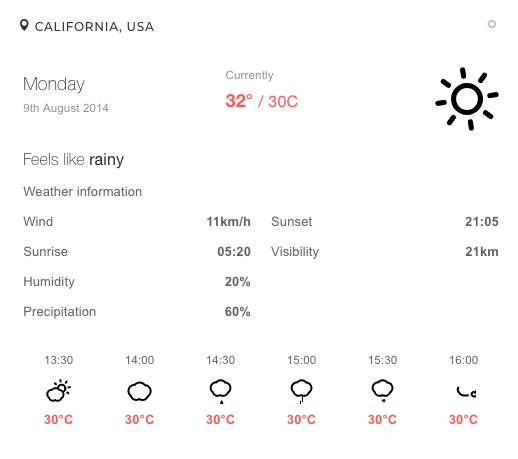 CALIFORNIA, USA
Monday
9th August 2014
Currently
32° / 30C
Feels like rainy
Weather information
Wind 11km/h
Sunset 21:05
Sunrise 05:20
Visibility 21km
Humidity 20%
Precipitation 60%
13:30 14:00 14:30 15:00 15:30 16:00
30°C 30°C 30°C 30°C 30°C 30°C